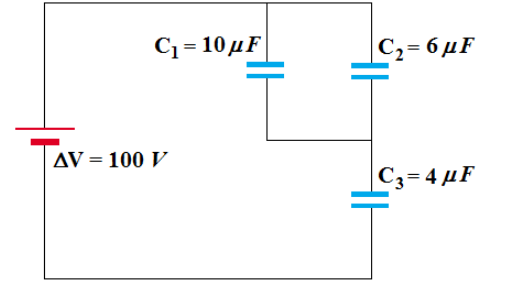 C₁ = 10 μF
C₂ = 6 μF
ΔV = 100 V
C₃ = 4 μF